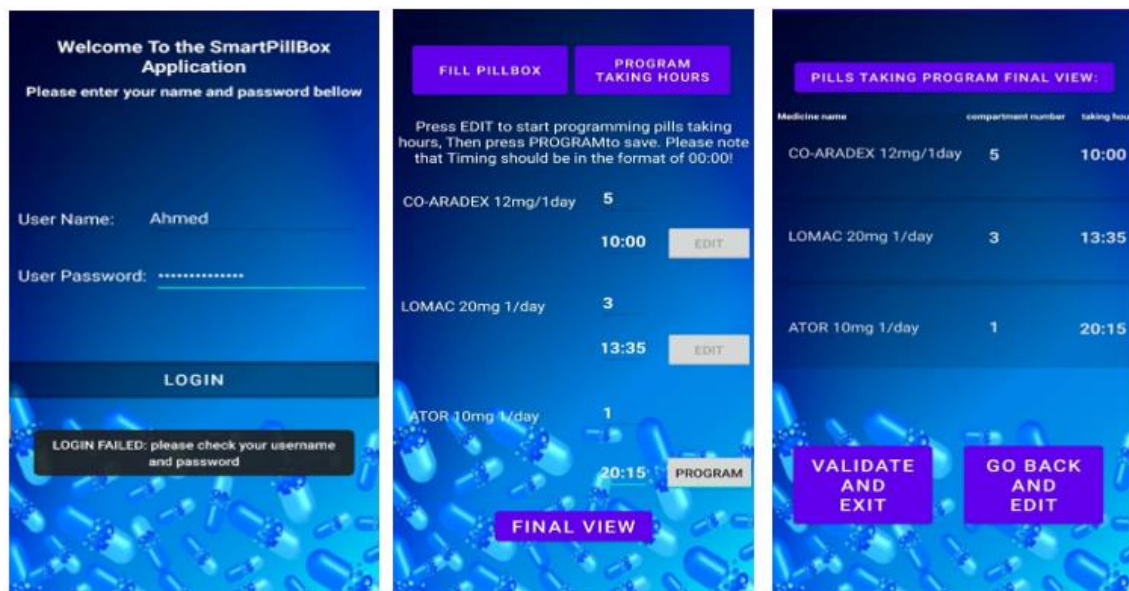 Welcome To the SmartPillBox
Application
Please enter your name and password bellow
User Name: Ahmed
User Password: ••••••••••••••
LOGIN
LOGIN FAILED: please check your username
and password
FILL PILLBOX
PROGRAM
TAKING HOURS
Press EDIT to start programming pills taking
hours, Then press PROGRAMto save. Please note
that Timing should be in the format of 00:00!
CO-ARADEX 12mg/1day 5
10:00 EDIT
LOMAC 20mg 1/day 3
13:35 EDIT
ATOR 10mg 1/day 1
20:15 PROGRAM
FINAL VIEW
PILLS TAKING PROGRAM FINAL VIEW:
Medicine name compartment number taking hou
CO-ARADEX 12mg/1day 5 10:00
LOMAC 20mg 1/day 3 13:35
ATOR 10mg 1/day 1 20:15
VALIDATE
AND
EXIT
GO BACK
AND
EDIT